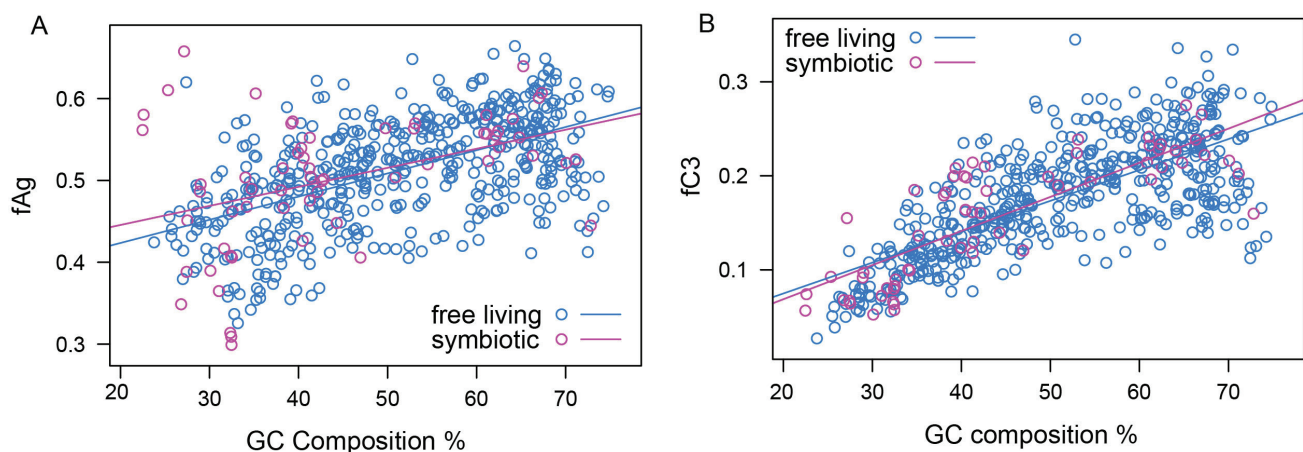 A
fAg
0.6
0.5
0.4
0.3
20 30 40 50 60 70
GC Composition %
free living
symbiotic
B
fC3
0.3
0.2
0.1
20 30 40 50 60 70
GC composition %
free living
symbiotic